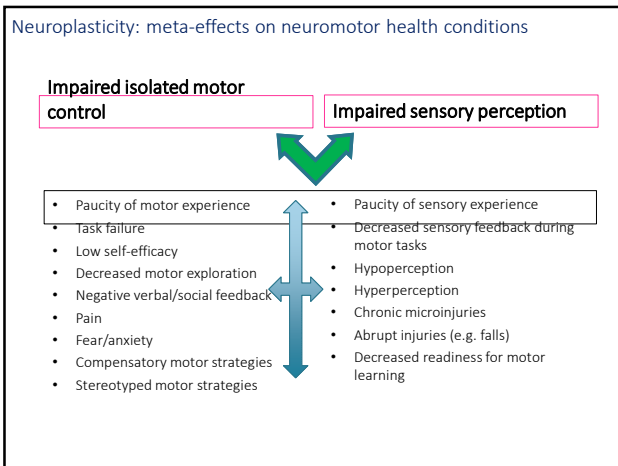 Neuroplasticity: meta-effects on neuromotor health conditions
Impaired isolated motor
control
Impaired sensory perception
• Paucity of motor experience
• Task failure
• Low self-efficacy
• Decreased motor exploration
• Negative verbal/social feedback
• Pain
• Fear/anxiety
• Compensatory motor strategies
• Stereotyped motor strategies
• Paucity of sensory experience
• Decreased sensory feedback during
motor tasks
• Hypoperception
• Hyperperception
• Chronic microinjuries
• Abrupt injuries (e.g. falls)
• Decreased readiness for motor
learning